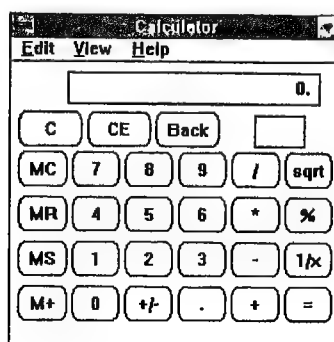 Calculator
Edit View Help
0.
C CE Back
MC 7 8 9 / sqrt
MR 4 5 6 * %
MS 1 2 3 - 1/x
M+ 0 +/- . + =